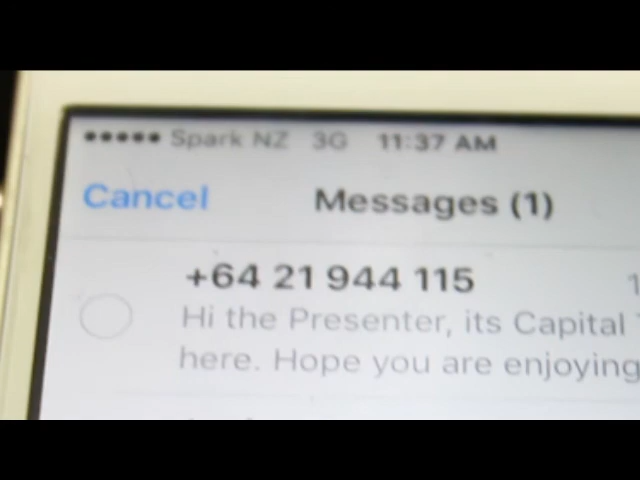 Spark NZ 3G 11:37 AM
Cancel Messages (1)
+64 21 944 115
Hi the Presenter, its Capital
here. Hope you are enjoying